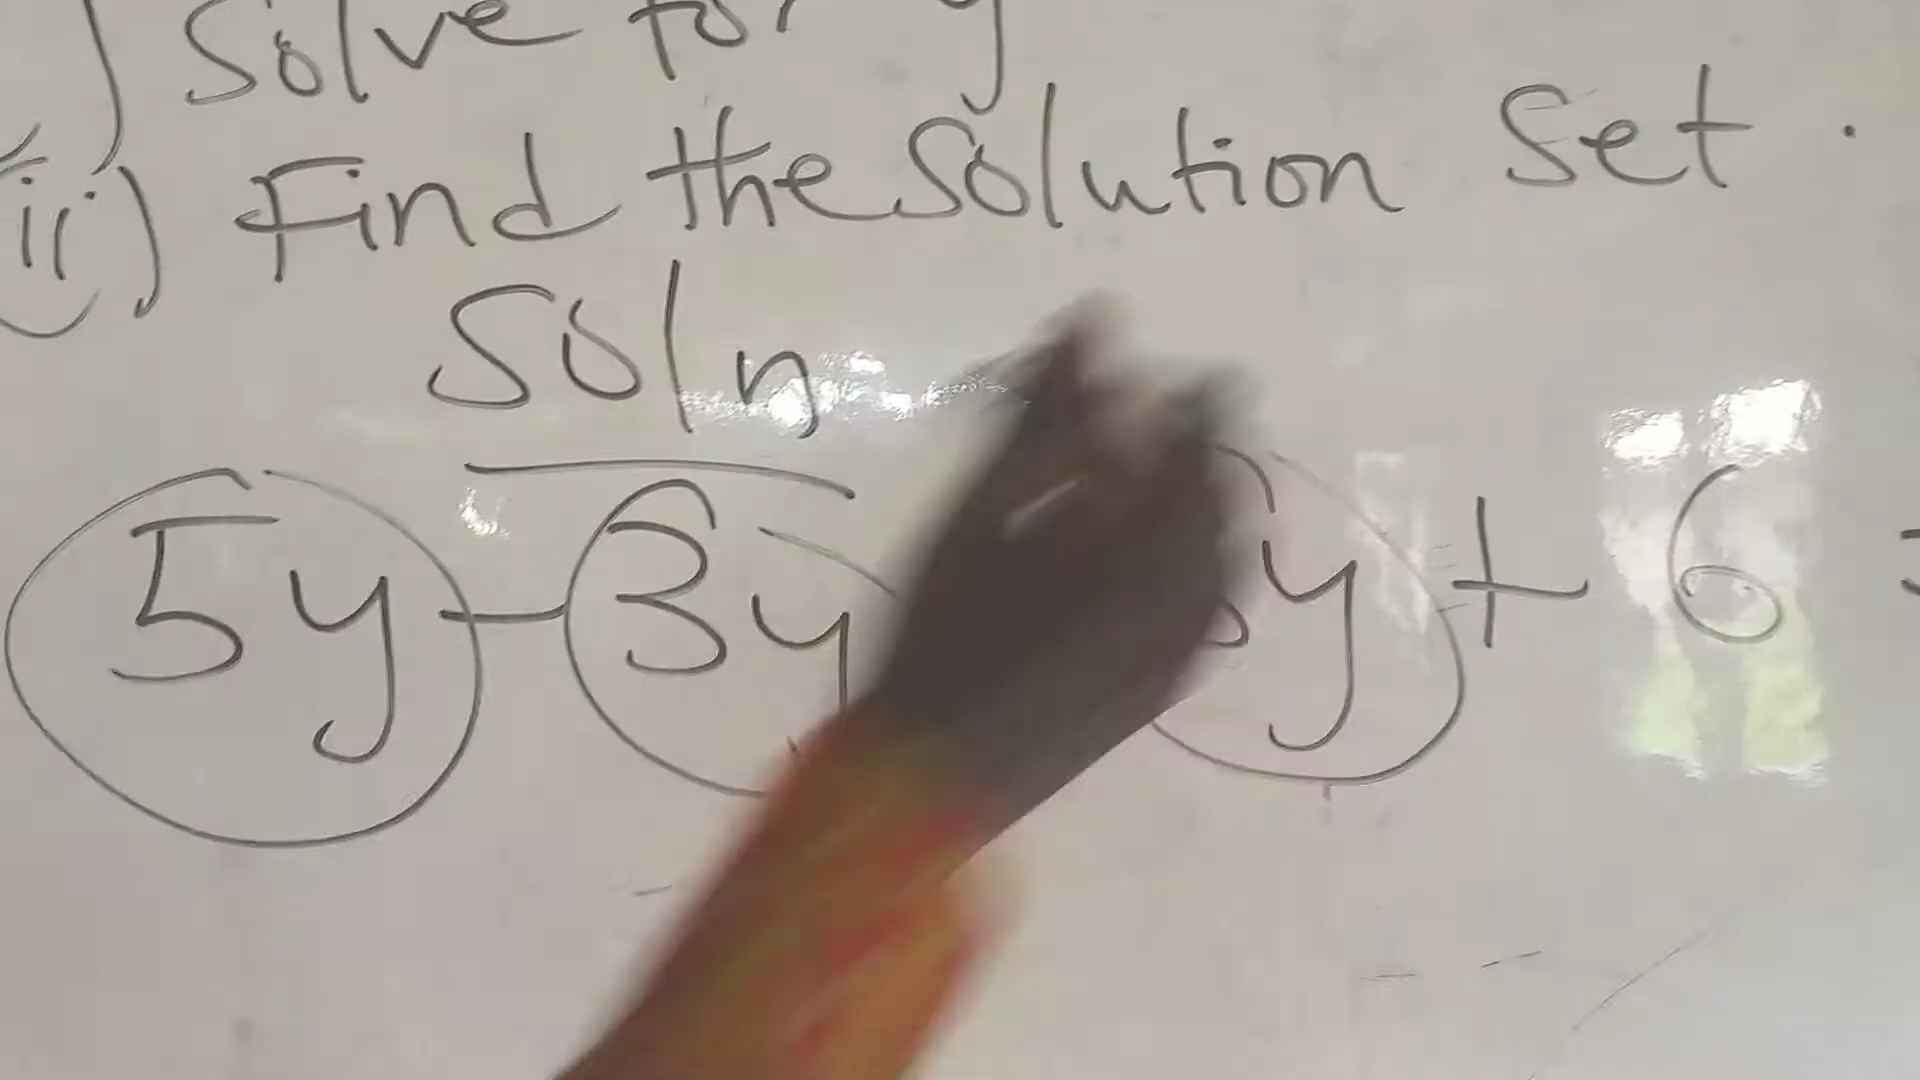 ) Solve for y
ii) Find the solution set.
Soln
5y - 3y y + 6